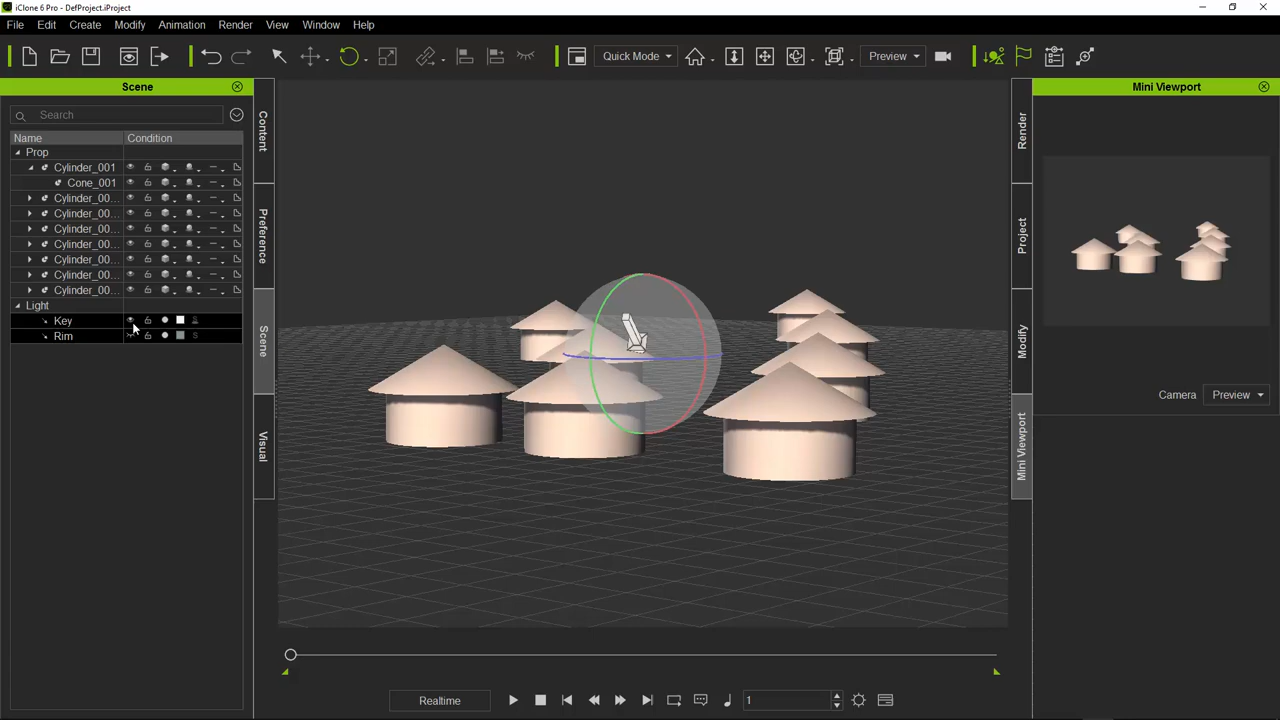 iClone 6 Pro - DefProject.iProject
File Edit Create Modify Animation Render View Window Help
Quick Mode Preview
Scene
Search
Name Condition
Prop
Cylinder_001
Cone_001
Cylinder_00...
Cylinder_00...
Cylinder_00...
Cylinder_00...
Cylinder_00...
Cylinder_00...
Cylinder_00...
Light
Key
Rim
Content
Preference
Scene
Visual
Render
Project
Modify
Mini Viewport
Mini Viewport
Camera Preview
Realtime 1